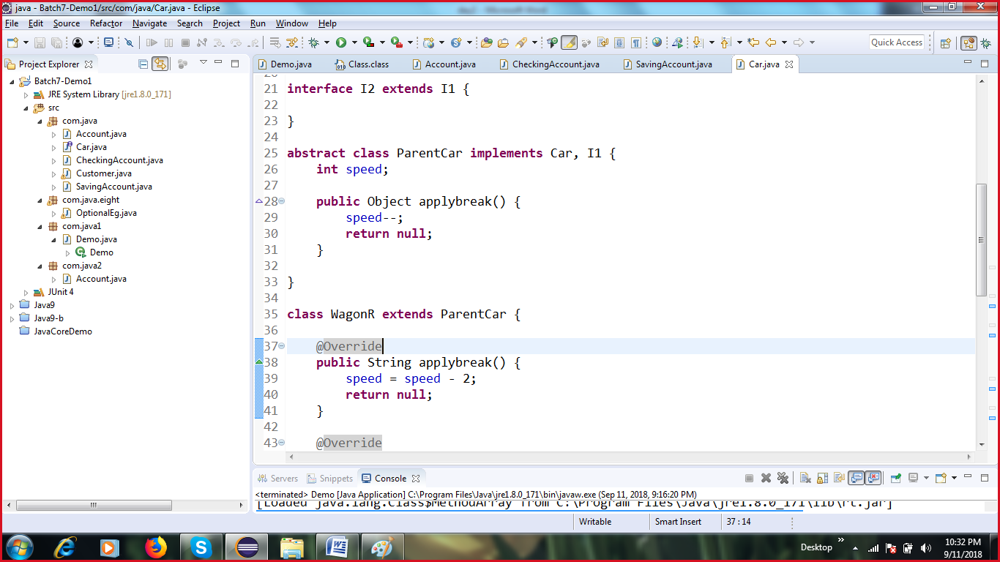 java - Batch7-Demo1/src/com/java/Car.java - Eclipse
File Edit Source Refactor Navigate Search Project Run Window Help
Quick Access
Project Explorer
Batch7-Demo1
JRE System Library [jre1.8.0_171]
src
com.java
Account.java
Car.java
CheckingAccount.java
Customer.java
SavingAccount.java
com.java.eight
OptionalEg.java
com.java1
Demo.java
Demo
com.java2
Account.java
JUnit 4
Java9
Java9-b
JavaCoreDemo
Demo.java Class.class Account.java CheckingAccount.java SavingAccount.java Car.java
21 interface I2 extends I1 {
22
23 }
24
25 abstract class ParentCar implements Car, I1 {
26 int speed;
27
28 public Object applybreak() {
29 speed--;
30 return null;
31 }
32
33 }
34
35 class WagonR extends ParentCar {
36
37 @Override
38 public String applybreak() {
39 speed = speed - 2;
40 return null;
41 }
42
43 @Override
Servers Snippets Console
<terminated> Demo [Java Application] C:\Program Files\Java\jre1.8.0_171\bin\javaw.exe (Sep 11, 2018, 9:16:20 PM)
[Loaded java.lang.Class$MethodArray from C:\Program Files\Java\jre1.8.0_171\lib\rt.jar]
Writable Smart Insert 37 : 14
Desktop
10:32 PM
9/11/2018